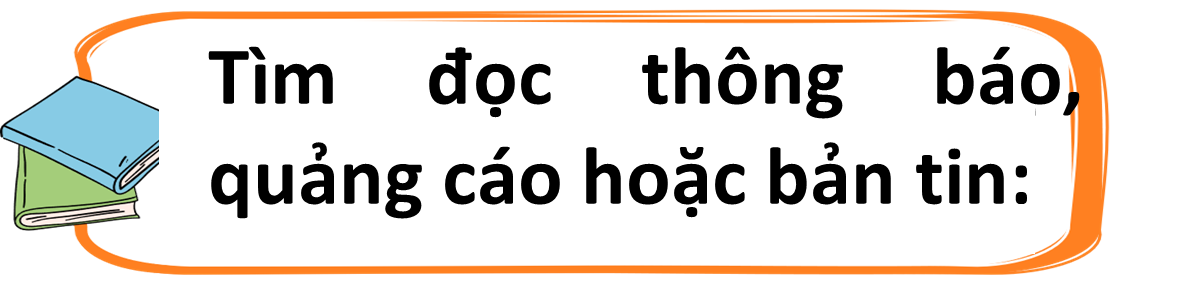 Tìm đọc thông báo,
quảng cáo hoặc bản tin: